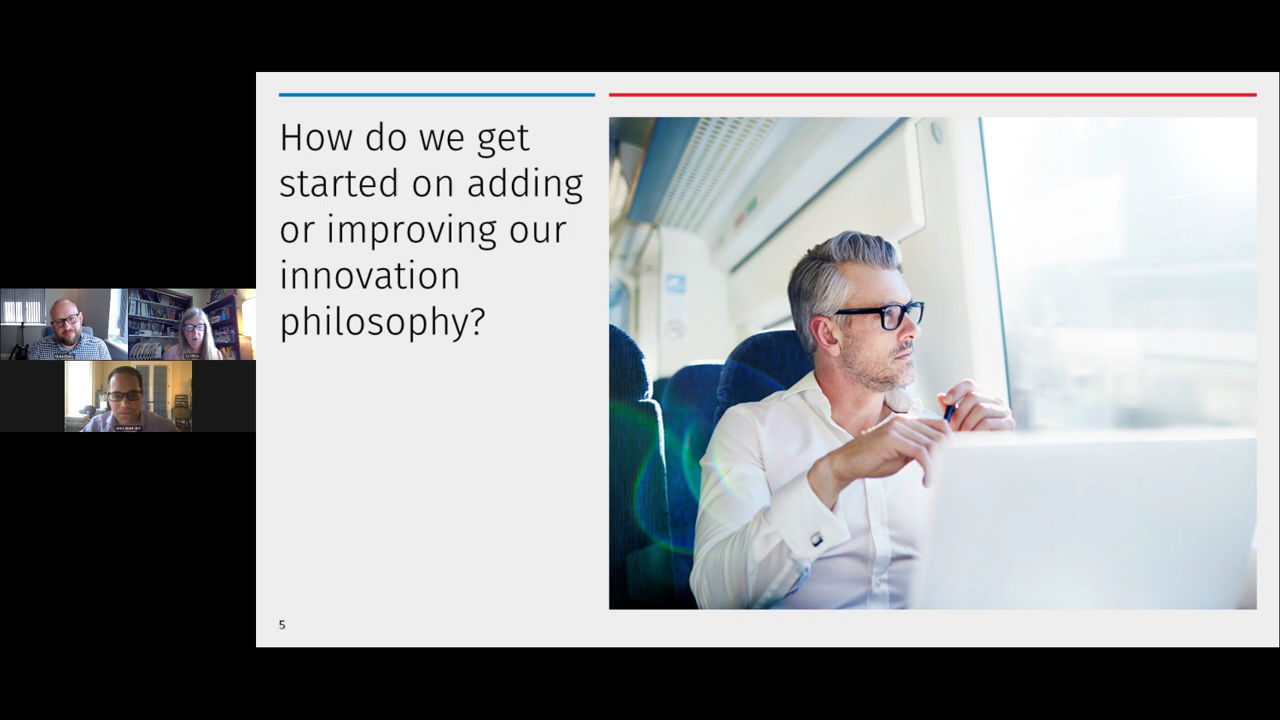 How do we get
started on adding
or improving our
innovation
philosophy?
5